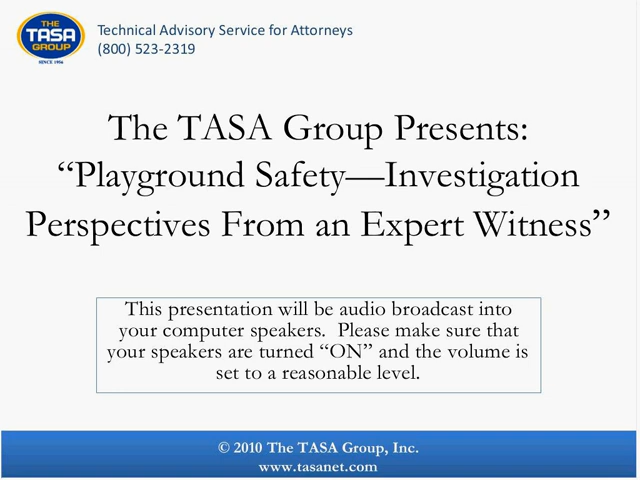 THE
TASA
GROUP
SINCE 1956
Technical Advisory Service for Attorneys
(800) 523-2319
The TASA Group Presents:
“Playground Safety—Investigation
Perspectives From an Expert Witness”
This presentation will be audio broadcast into
your computer speakers. Please make sure that
your speakers are turned “ON” and the volume is
set to a reasonable level.
© 2010 The TASA Group, Inc.
www.tasanet.com